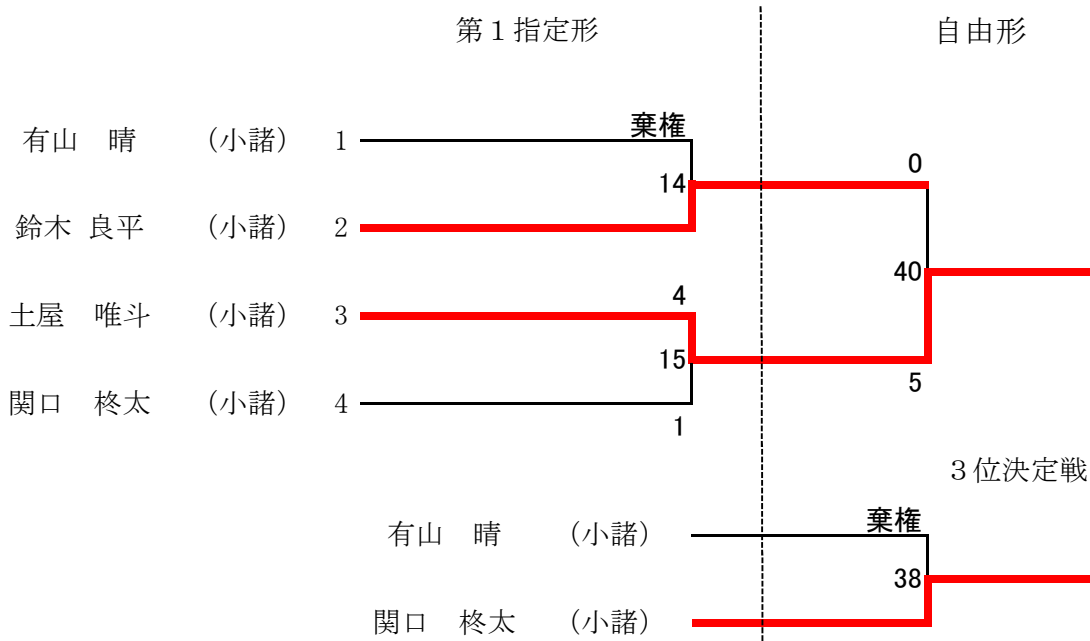 第１指定形 自由形
有山　晴　（小諸） 1 棄権
0
14
鈴木 良平　（小諸） 2
40
土屋　唯斗　（小諸） 3 4
15
5
関口　柊太　（小諸） 4
1
３位決定戦
有山　晴　（小諸） 棄権
38
関口　柊太　（小諸）